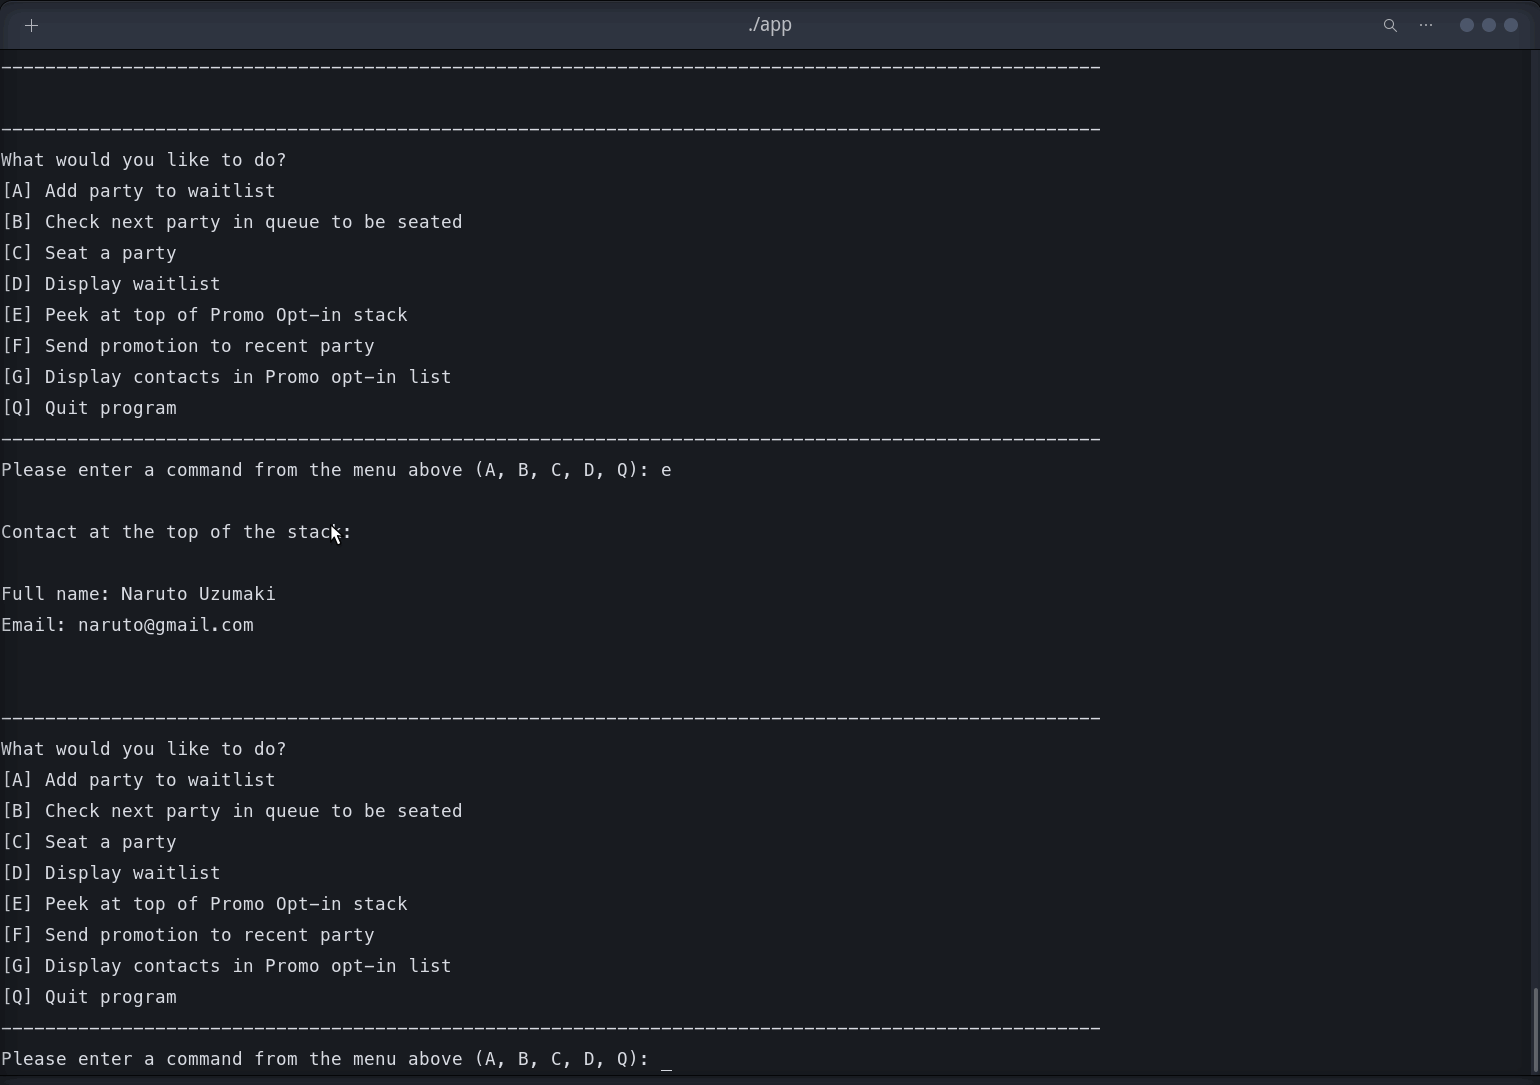 ./app
What would you like to do?
[A] Add party to waitlist
[B] Check next party in queue to be seated
[C] Seat a party
[D] Display waitlist
[E] Peek at top of Promo Opt-in stack
[F] Send promotion to recent party
[G] Display contacts in Promo opt-in list
[Q] Quit program
Please enter a command from the menu above (A, B, C, D, Q): e
Contact at the top of the stack:
Full name: Naruto Uzumaki
Email: naruto@gmail.com
What would you like to do?
[A] Add party to waitlist
[B] Check next party in queue to be seated
[C] Seat a party
[D] Display waitlist
[E] Peek at top of Promo Opt-in stack
[F] Send promotion to recent party
[G] Display contacts in Promo opt-in list
[Q] Quit program
Please enter a command from the menu above (A, B, C, D, Q): _